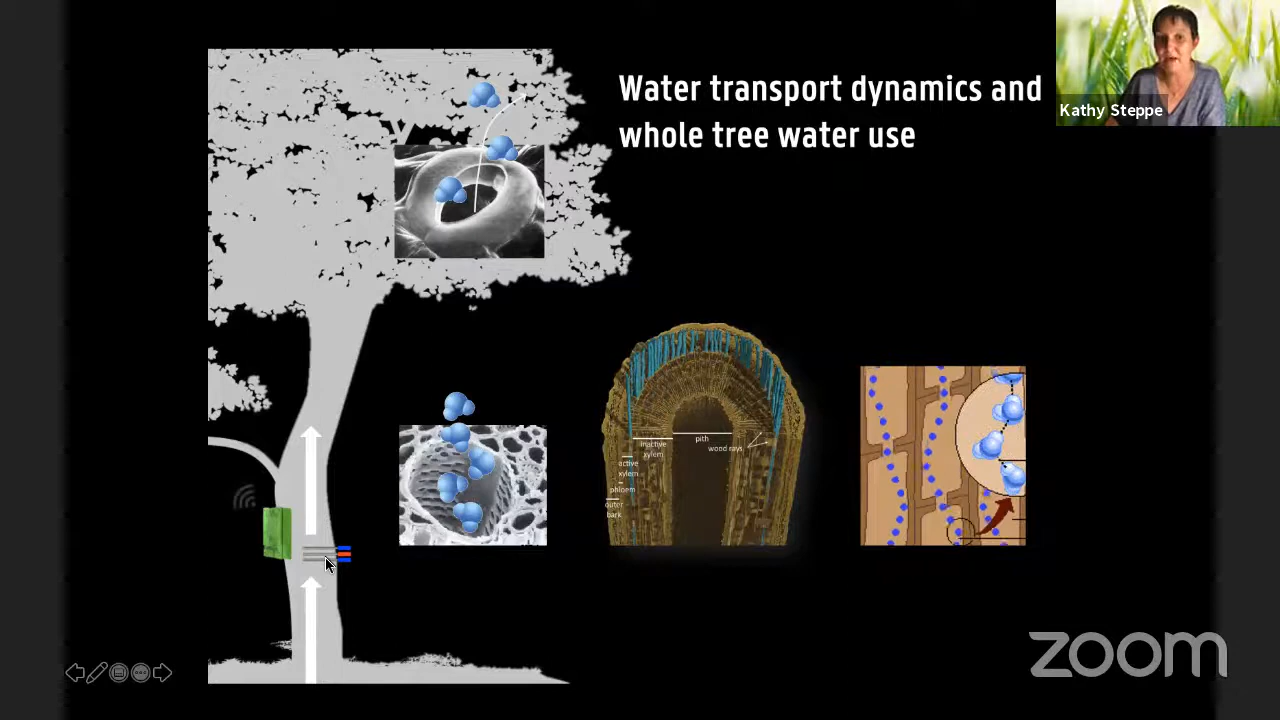 Water transport dynamics and
whole tree water use
Kathy Steppe
pith
inactive
xylem
wood rays
active
xylem
phloem
outer
bark
zoom